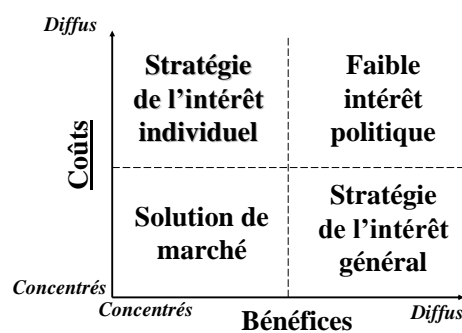 Diffus
Stratégie
de l'intérêt
individuel
Faible
intérêt
politique
Coûts
Solution de
marché
Stratégie
de l'intérêt
général
Concentrés
Concentrés
Bénéfices
Diffus